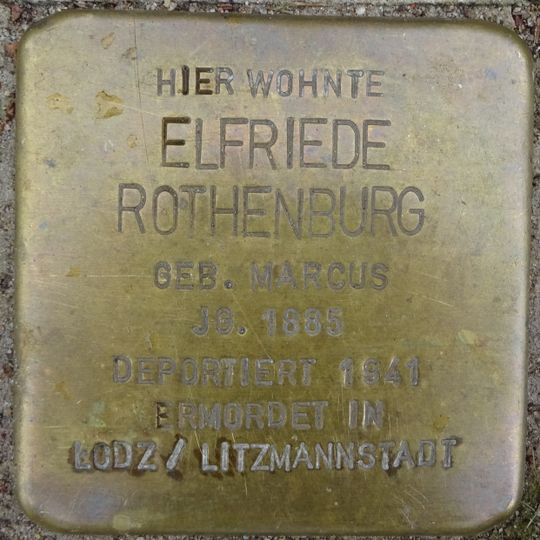 HIER WOHNTE
ELFRIEDE
ROTHENBURG
GEB. MARCUS
JG. 1885
DEPORTIERT 1941
ERMORDET IN
ŁODZ / LITZMANNSTADT